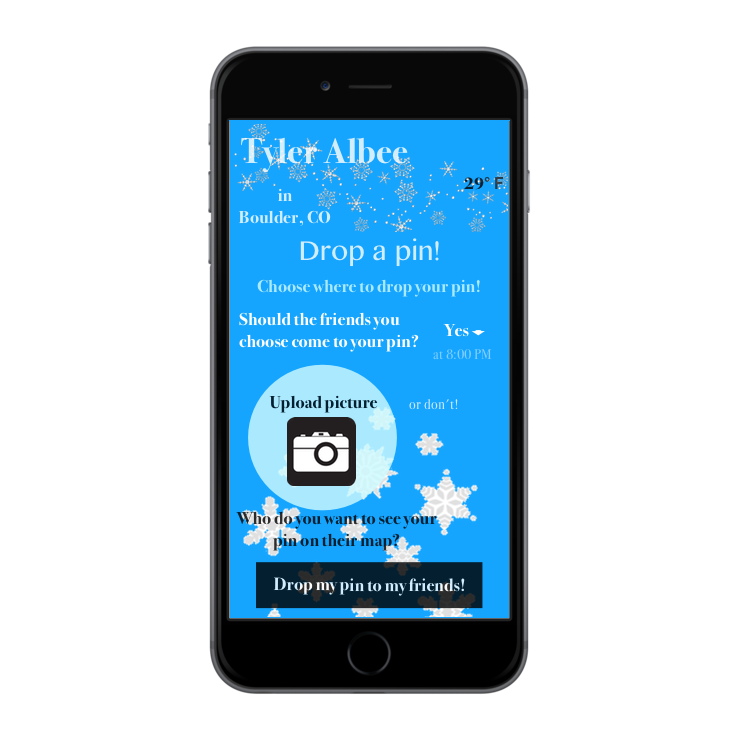 Tyler Albee
29° F
in
Boulder, CO
Drop a pin!
Choose where to drop your pin!
Should the friends you
choose come to your pin?
Yes
at 8:00 PM
Upload picture
or don't!
Who do you want to see your
pin on their map?
Drop my pin to my friends!